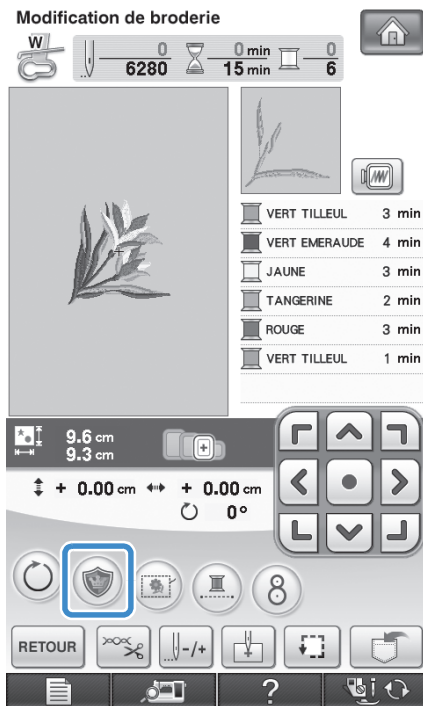 Modification de broderie
W
0 0 min 0
6280 15 min 6
VERT TILLEUL 3 min
VERT EMERAUDE 4 min
JAUNE 3 min
TANGERINE 2 min
ROUGE 3 min
VERT TILLEUL 1 min
9.6 cm
9.3 cm
+ 0.00 cm + 0.00 cm
0°
8
RETOUR -/+
?